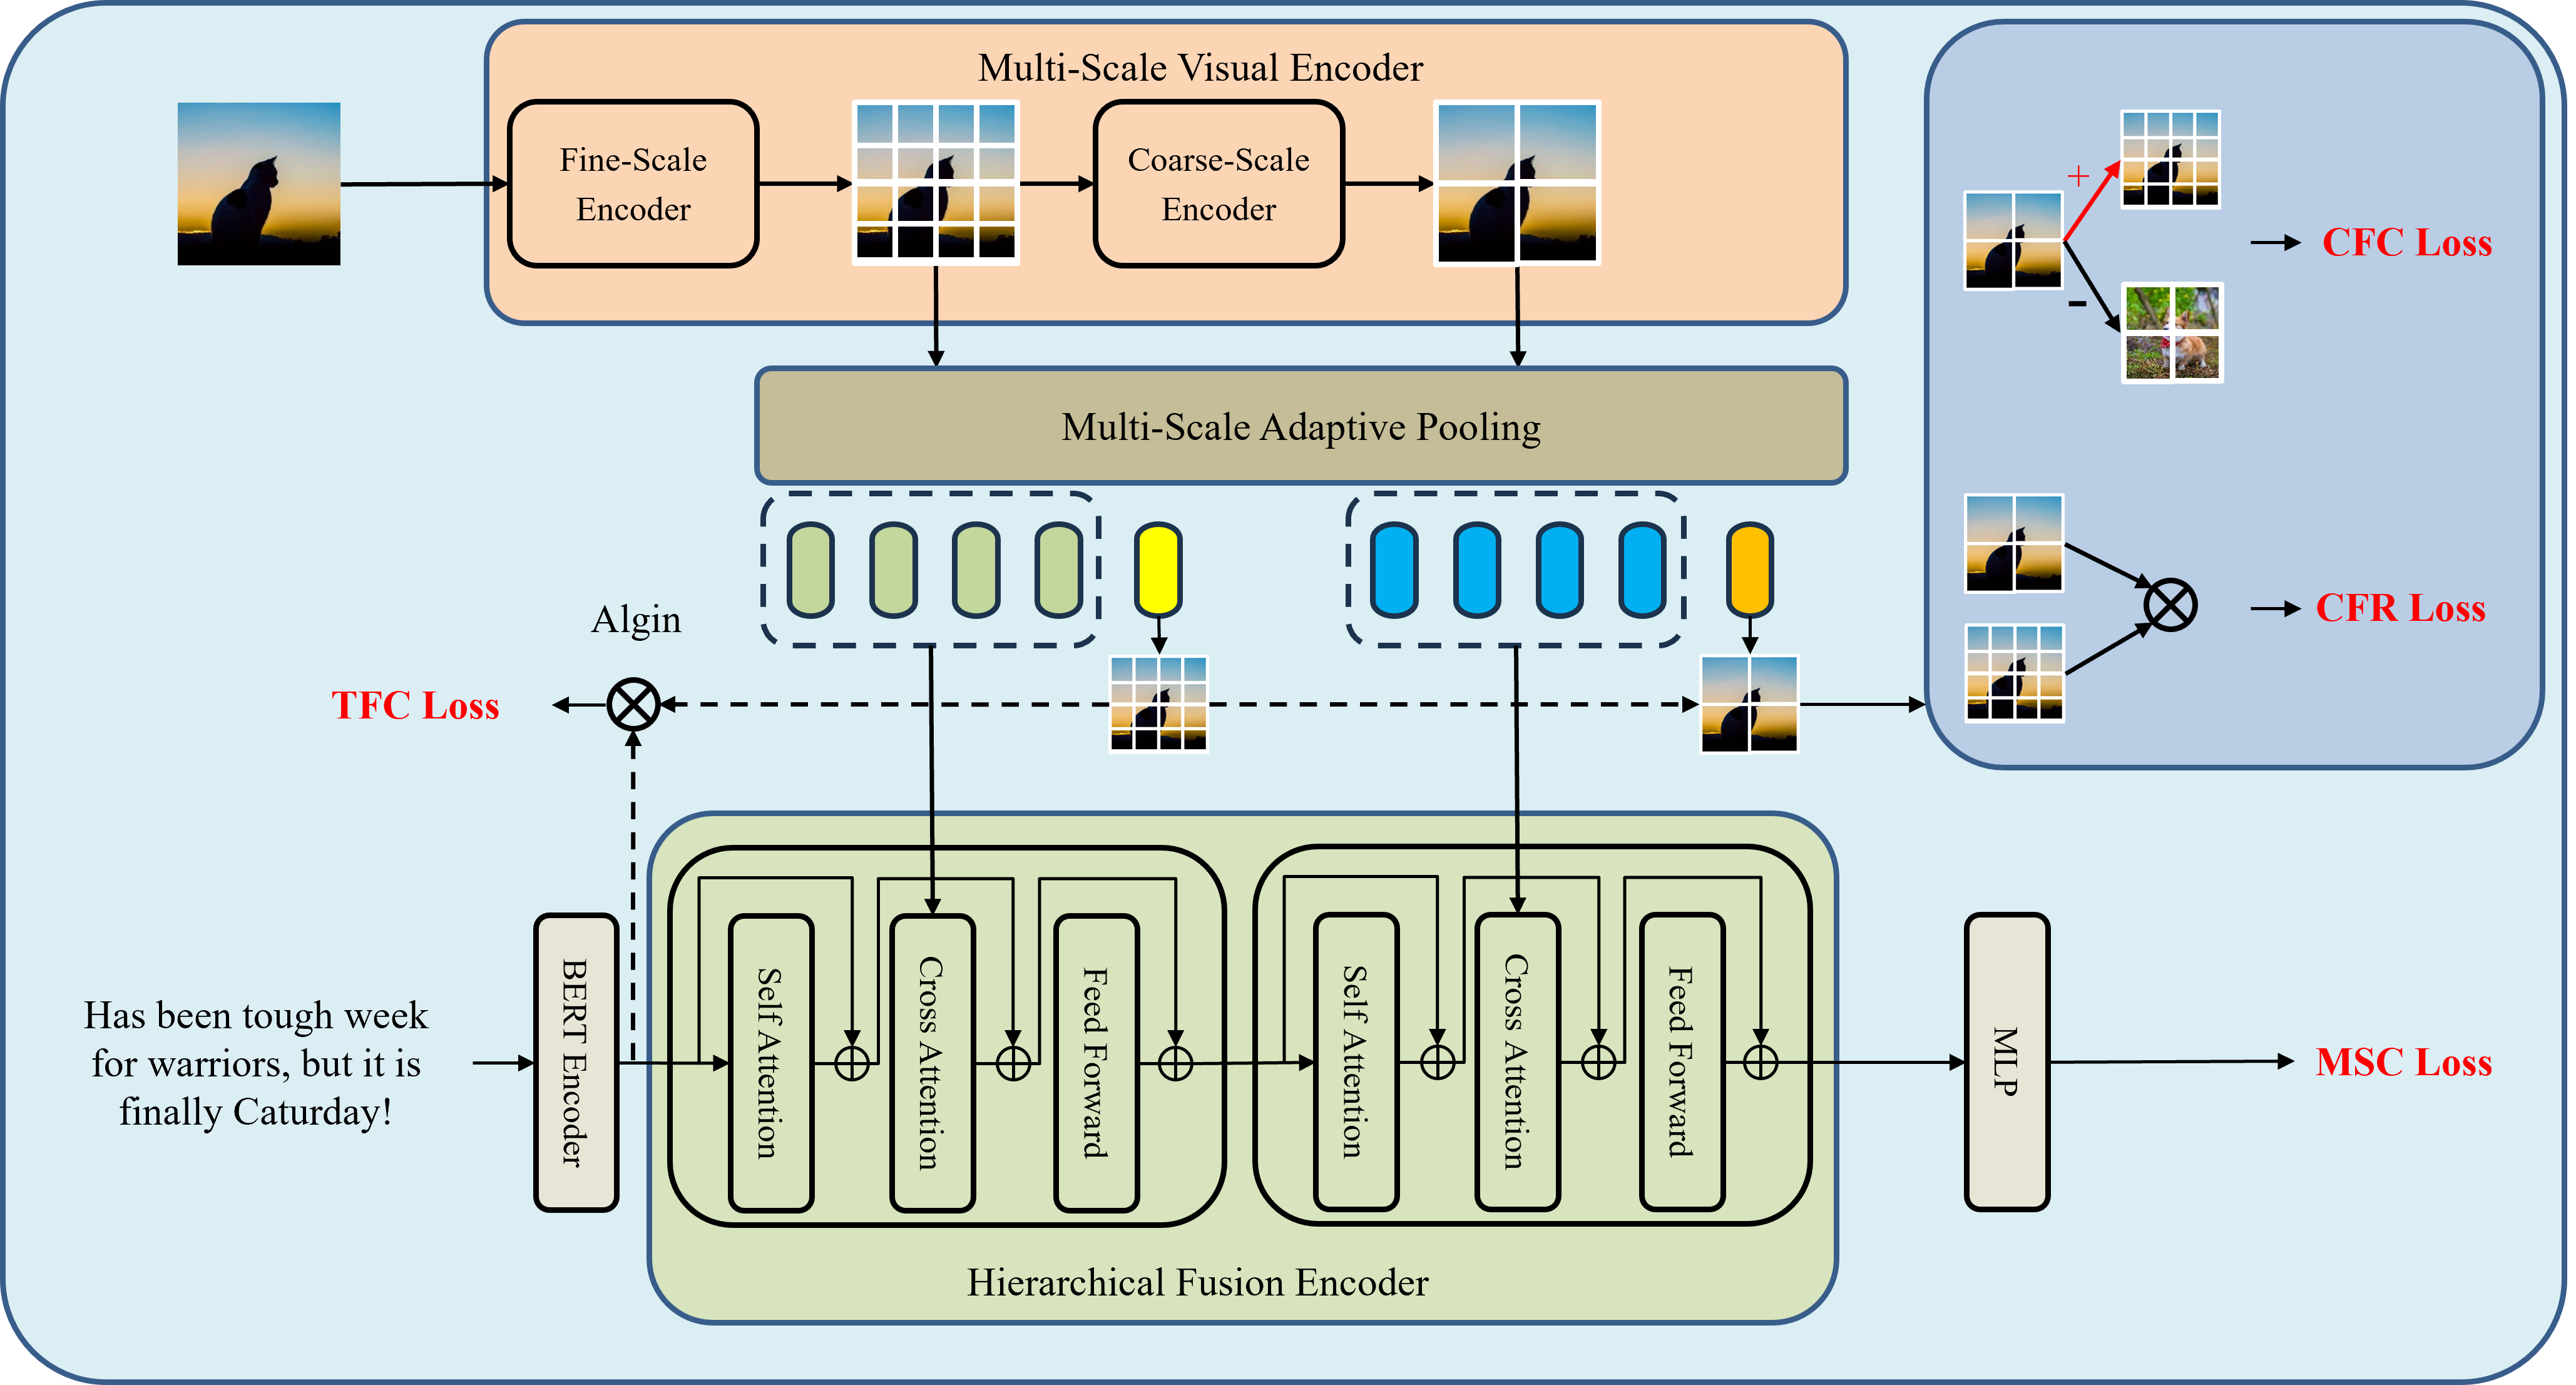 Multi-Scale Visual Encoder
Fine-Scale
Encoder
Coarse-Scale
Encoder
+
-
CFC Loss
Multi-Scale Adaptive Pooling
Algin
TFC Loss
CFR Loss
Has been tough week
for warriors, but it is
finally Caturday!
BERT Encoder
Self Attention
Cross Attention
Feed Forward
Self Attention
Cross Attention
Feed Forward
MLP
MSC Loss
Hierarchical Fusion Encoder